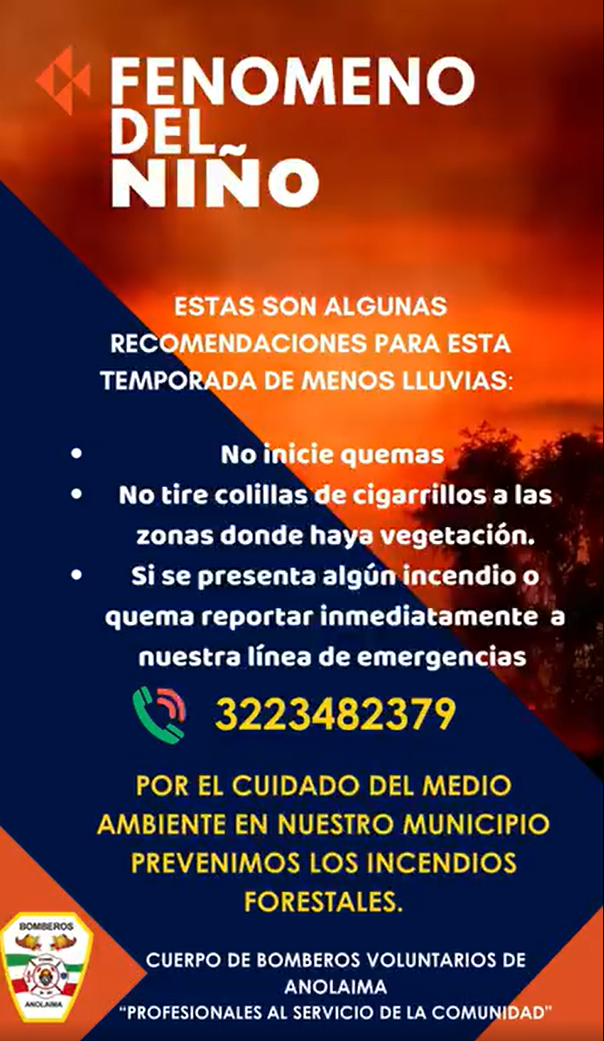 FENOMENO
DEL
NIÑO
ESTAS SON ALGUNAS
RECOMENDACIONES PARA ESTA
TEMPORADA DE MENOS LLUVIAS:
• No inicie quemas
• No tire colillas de cigarrillos a las
zonas donde haya vegetación.
• Si se presenta algún incendio o
quema reportar inmediatamente a
nuestra línea de emergencias
3223482379
POR EL CUIDADO DEL MEDIO
AMBIENTE EN NUESTRO MUNICIPIO
PREVENIMOS LOS INCENDIOS
FORESTALES.
BOMBEROS
ANOLAIMA
CUERPO DE BOMBEROS VOLUNTARIOS DE
ANOLAIMA
“PROFESIONALES AL SERVICIO DE LA COMUNIDAD”